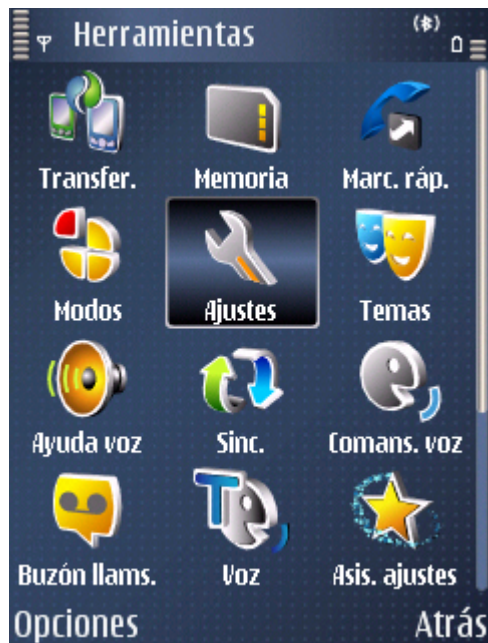 Herramientas
Transfer. Memoria Marc. ráp.
Modos Ajustes Temas
Ayuda voz Sinc. Comans. voz
Buzón llams. Voz Asis. ajustes
Opciones Atrás